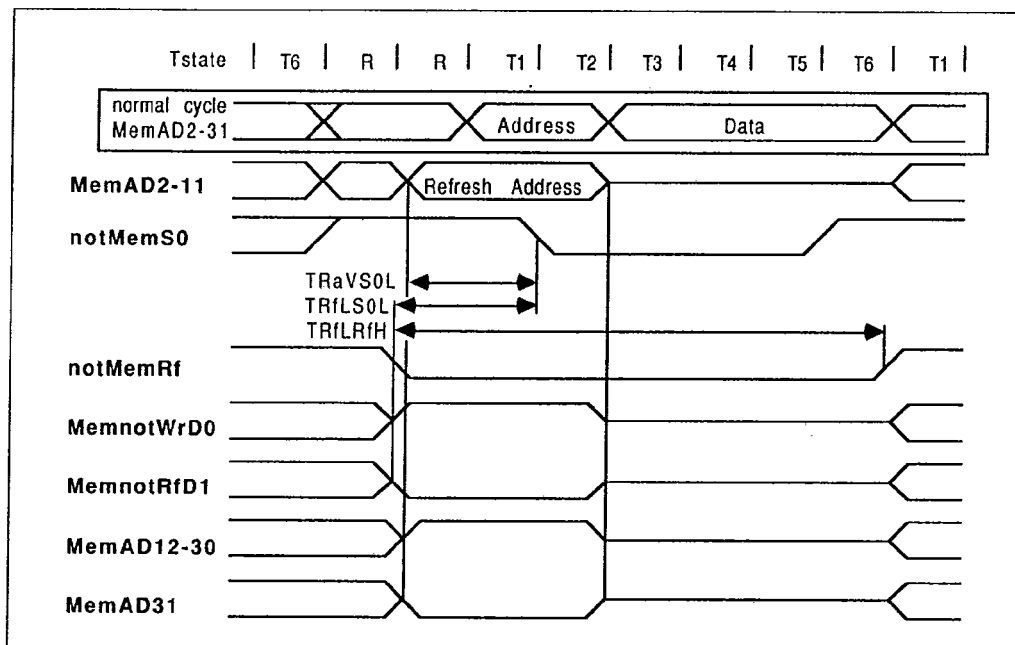 Tstate | T6 | R | R | T1 | T2 | T3 | T4 | T5 | T6 | T1 |
normal cycle
MemAD2-31 Address Data
MemAD2-11 Refresh Address
notMemS0
TRaVS0L
TRfLS0L
TRfLRfH
notMemRf
MemnotWrD0
MemnotRfD1
MemAD12-30
MemAD31